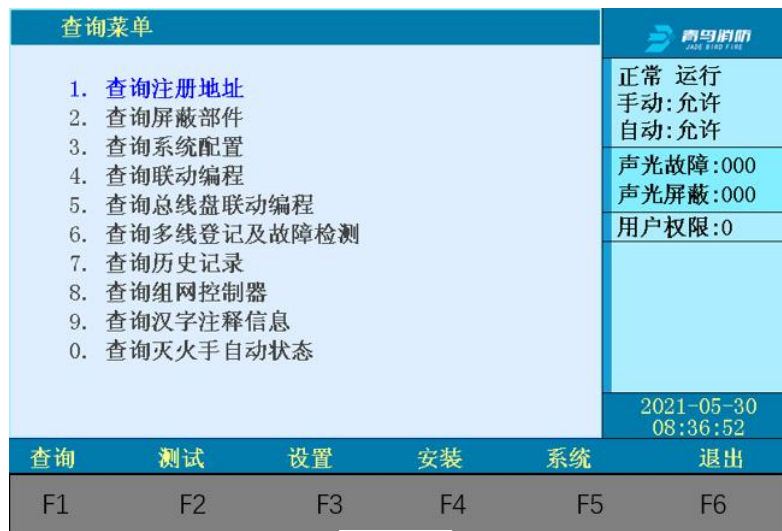 查询菜单
1. 查询注册地址
2. 查询屏蔽部件
3. 查询系统配置
4. 查询联动编程
5. 查询总线盘联动编程
6. 查询多线登记及故障检测
7. 查询历史记录
8. 查询组网控制器
9. 查询汉字注释信息
0. 查询灭火手自动状态
青鸟消防
JADE BIRD FIRE
正常 运行
手动:允许
自动:允许
声光故障:000
声光屏蔽:000
用户权限:0
2021-05-30
08:36:52
查询 测试 设置 安装 系统 退出
F1 F2 F3 F4 F5 F6